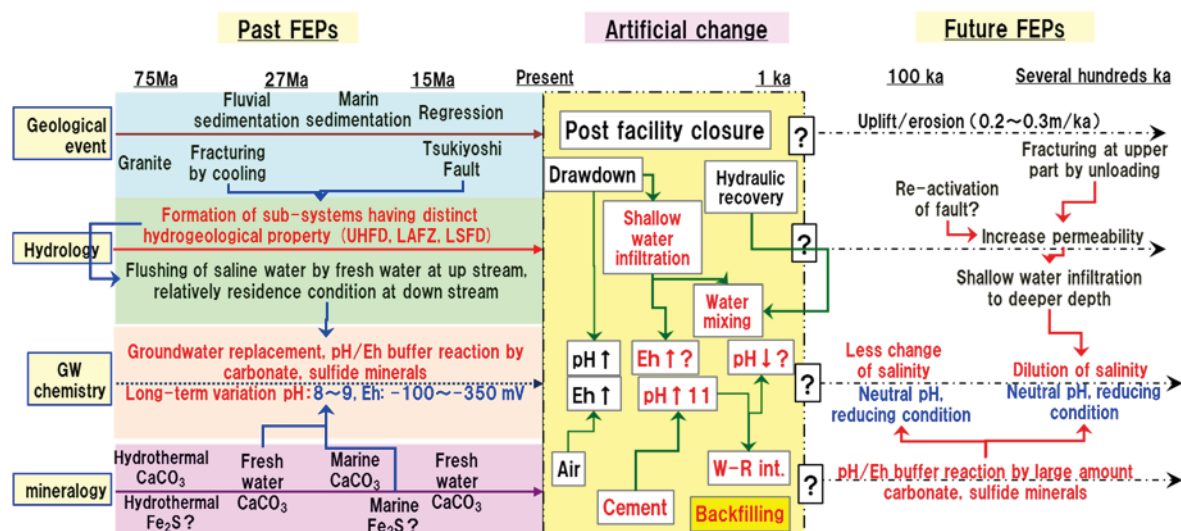 Past FEPs
Artificial change
Future FEPs
75Ma
27Ma
15Ma
Present
1 ka
100 ka
Several hundreds ka
Geological
event
Fluvial
sedimentation
Marin
sedimentation
Regression
Granite
Fracturing
by cooling
Tsukiyoshi
Fault
Post facility closure
?
Uplift/erosion (0.2～0.3m/ka)
Fracturing at upper
part by unloading
Re-activation
of fault?
Drawdown
Hydraulic
recovery
Shallow
water
infiltration
Water
mixing
Hydrology
Formation of sub-systems having distinct
hydrogeological property (UHFD, LAFZ, LSFD)
Flushing of saline water by fresh water at up stream,
relatively residence condition at down stream
?
Increase permeability
Shallow water infiltration
to deeper depth
GW
chemistry
Groundwater replacement, pH/Eh buffer reaction by
carbonate, sulfide minerals
Long-term variation pH: 8～9, Eh: -100～-350 mV
pH↑
Eh↑?
pH↓?
Eh↑
pH↑11
?
Less change
of salinity
Neutral pH,
reducing condition
Dilution of salinity
Neutral pH, reducing
condition
mineralogy
Hydrothermal
CaCO3
Fresh
water
CaCO3
Marine
CaCO3
Fresh
water
CaCO3
Hydrothermal
Fe2S?
Marine
Fe2S?
Air
Cement
W-R int.
Backfilling
?
pH/Eh buffer reaction by large amount
carbonate, sulfide minerals